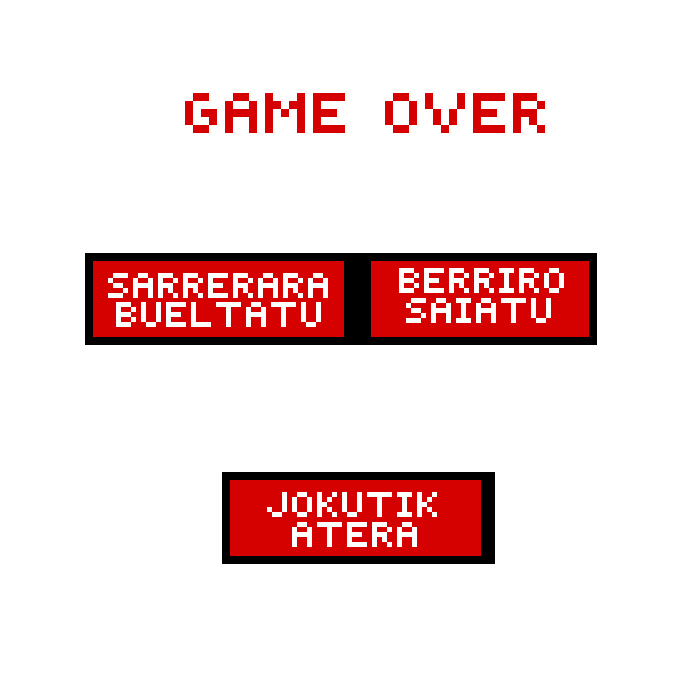 GAME OVER
SARRERARA
BUELTATU
BERRIRO
SAIATU
JOKUTIK
ATERA